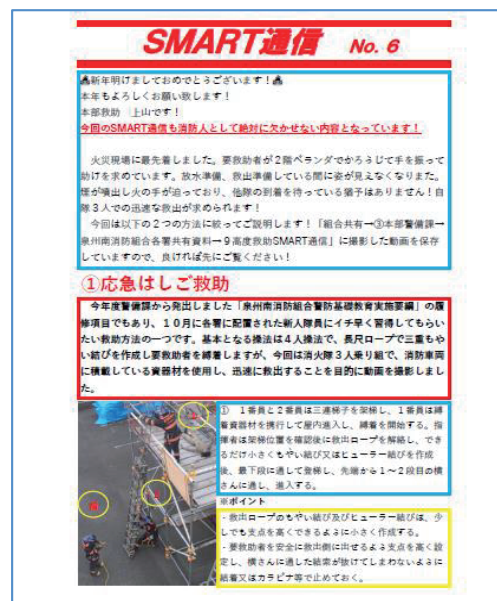 SMART通信 No. 6
🎍新年明けましておめでとうございます!🎍
本年もよろしくお願い致します!
本部救助 上山です!
今回のSMART通信も消防人として絶対に欠かせない内容となっています!
火災現場に最先着しました。要救助者が2階ベランダでかろうじて手を振って
助けを求めています。放水準備、救出準備している間に姿が見えなくなりました。
煙が噴出し火の手が迫っており、他隊の到着を待っている猶予はありません!自
隊3人での迅速な救出が求められます!
今回は以下の2つの方法に絞ってご説明します!「組合共有→③本部警備課→
泉州南消防組合各署共有資料→9高度救助SMART通信」に撮影した動画を保存
していますので、良ければ先にご覧ください!
①応急はしご救助
今年度警備課から発出しました「泉州南消防組合警防基礎教育実施要綱」の履
修項目でもあり、10月に各署に配置された新人隊員にイチ早く習得してもらい
たい救助方法の一つです。基本となる操法は4人操法で、長尺ロープで三重もや
い結びを作成し要救助者を縛着しますが、今回は消火隊3人乗り組で、消防車両
に積載している資器材を使用し、迅速に救出することを目的に動画を撮影しまし
た。
① 1番員と2番員は三連梯子を架梯し、1番員は縛
着資器材を携行して屋内進入し、縛着を開始する。指
揮者は架梯位置を確認後に救出ロープを解結し、でき
るだけ小さくもやい結び又はヒューラー結びを作成
後、最下段に通して登梯し、先端から1~2段目の横
さんに通し、進入する。
※ポイント
・救出ロープのもやい結び及びヒューラー結びは、少
しでも支点を高くできるように小さく作成する。
・要救助者を安全に救出側に出せるよう支点を高く設
定し、横さんに通した結索が抜けてしまわないように
結着又はカラビナ等で止めておく。